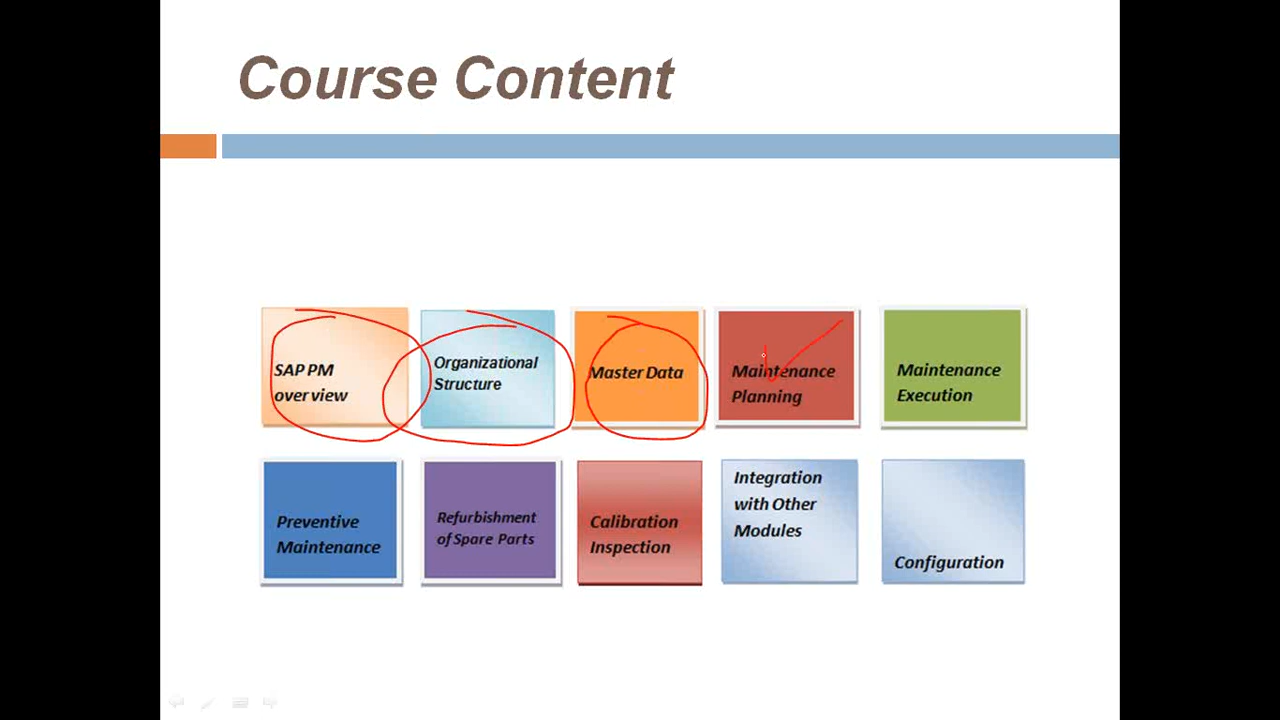 Course Content
SAP PM
overview
Organizational
Structure
Master Data
Maintenance
Planning
Maintenance
Execution
Preventive
Maintenance
Refurbishment
of Spare Parts
Calibration
Inspection
Integration
with Other
Modules
Configuration